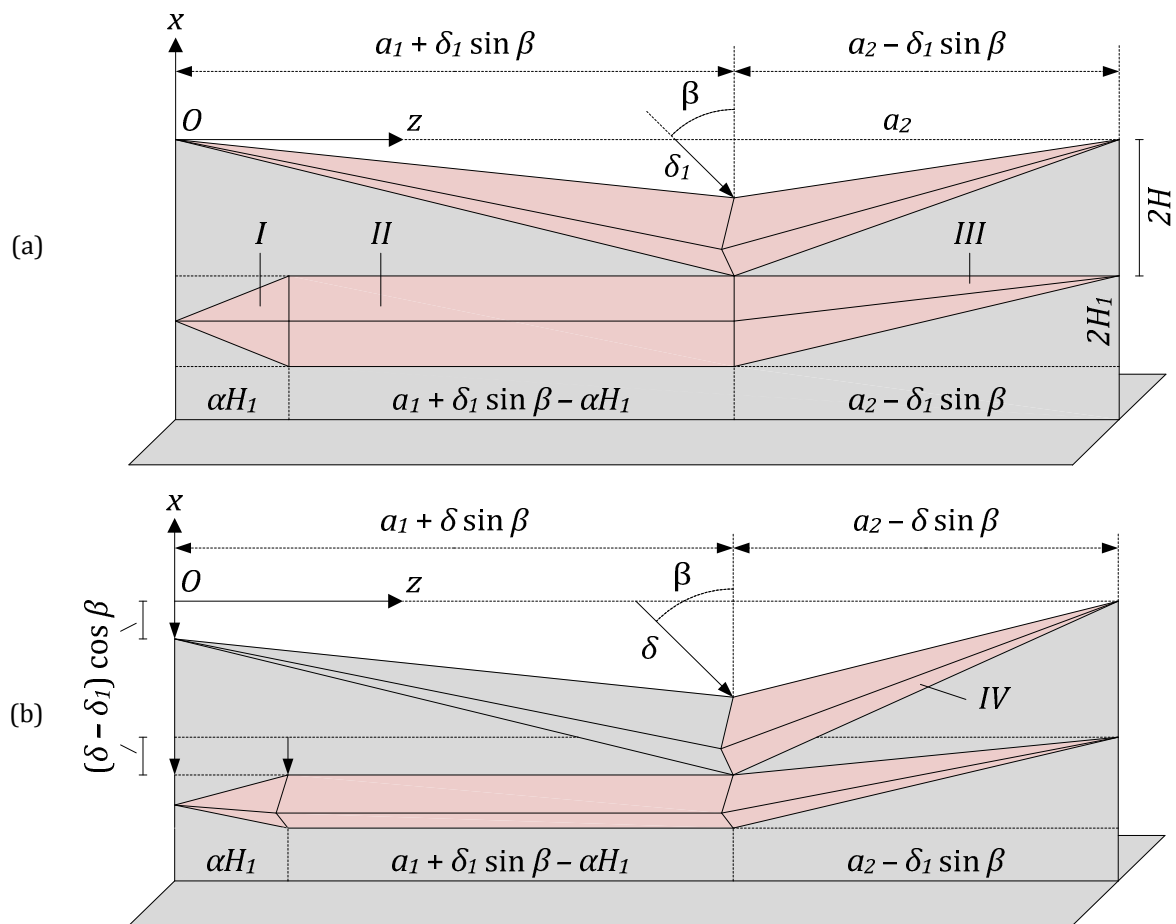 x
a₁ + δ₁ sin β
a₂ − δ₁ sin β
β
O
z
a₂
δ₁
2H
I
II
III
(a)
2H₁
αH₁
a₁ + δ₁ sin β − αH₁
a₂ − δ₁ sin β
x
a₁ + δ sin β
a₂ − δ sin β
β
O
z
δ
(δ − δ₁) cos β
IV
(b)
αH₁
a₁ + δ₁ sin β − αH₁
a₂ − δ₁ sin β